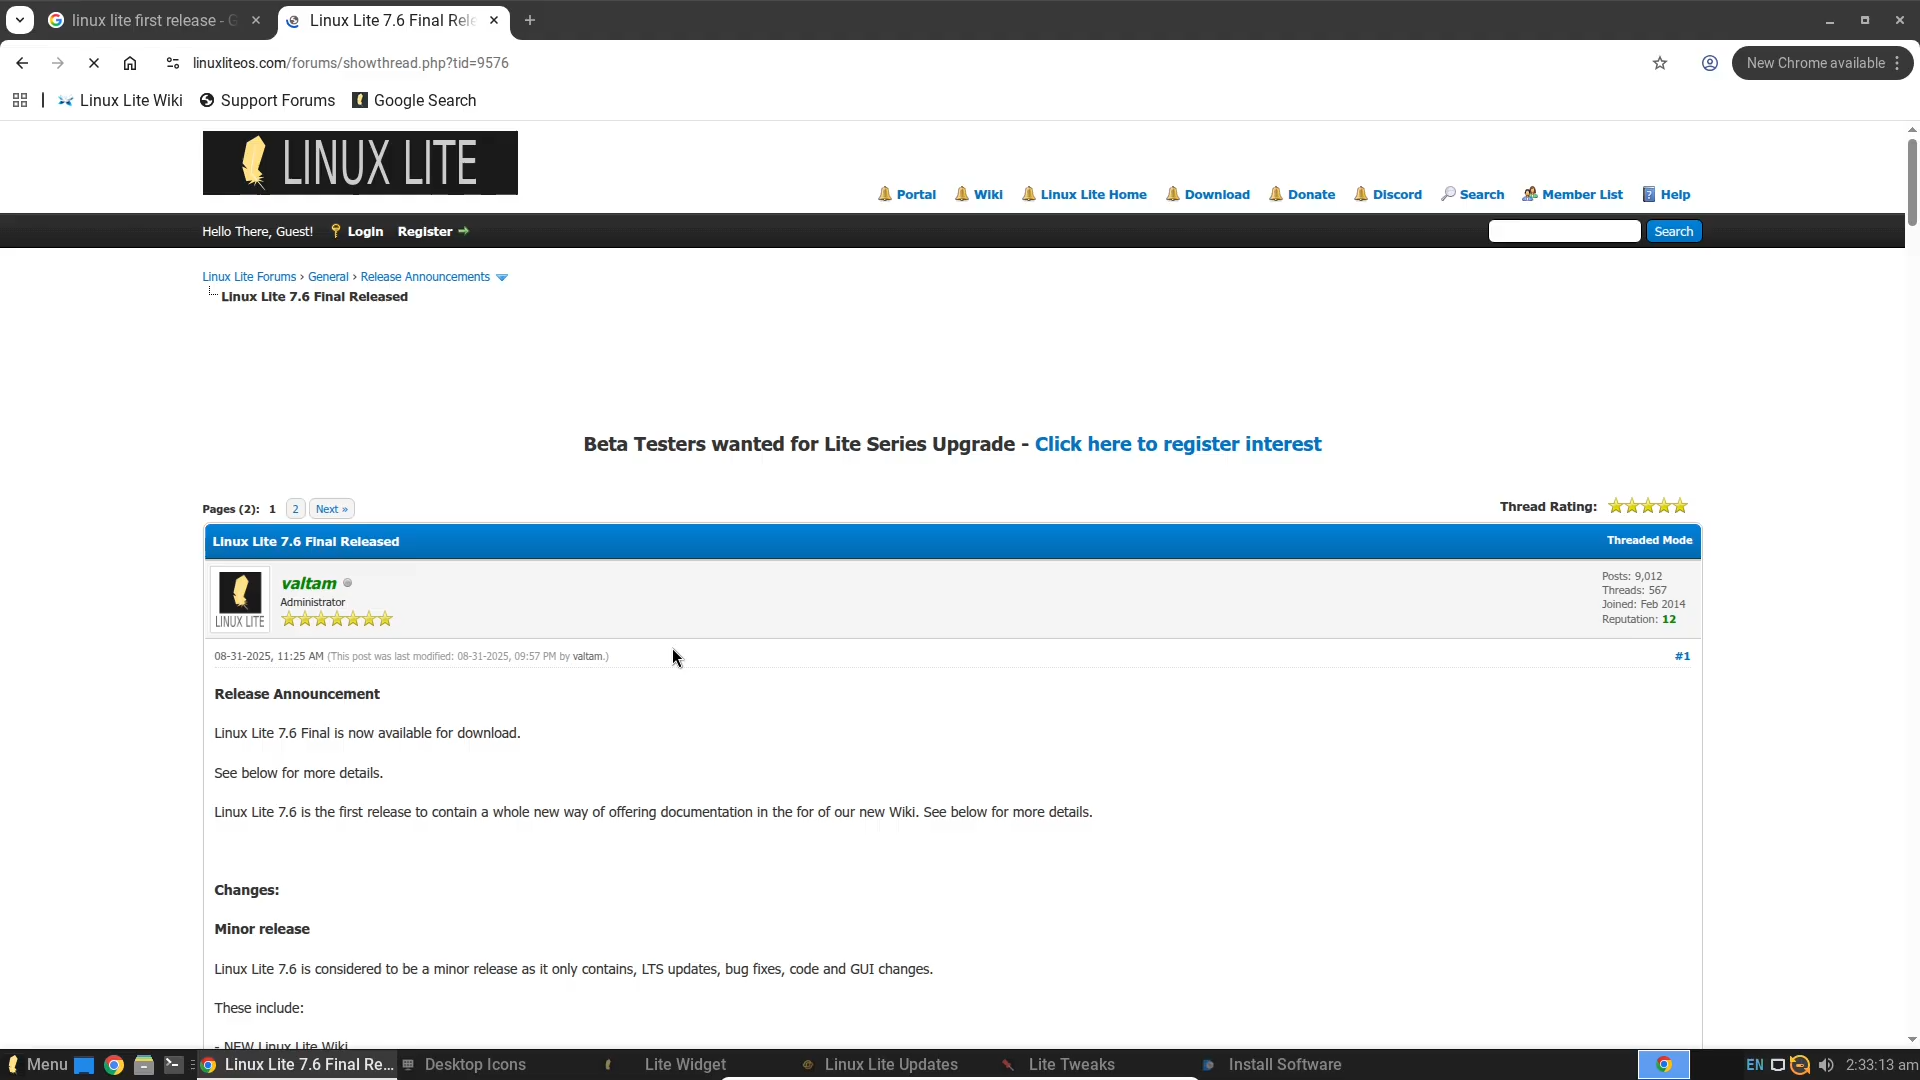 linux lite first release - G
Linux Lite 7.6 Final Rele
linuxliteos.com/forums/showthread.php?tid=9576
New Chrome available
Linux Lite Wiki
Support Forums
Google Search
LINUX LITE
Portal
Wiki
Linux Lite Home
Download
Donate
Discord
Search
Member List
Help
Hello There, Guest!
Login
Register
Search
Linux Lite Forums › General › Release Announcements
Linux Lite 7.6 Final Released
Beta Testers wanted for Lite Series Upgrade - Click here to register interest
Pages (2): 1 2 Next »
Thread Rating:
Linux Lite 7.6 Final Released
Threaded Mode
LINUX LITE
valtam
Administrator
Posts: 9,012
Threads: 567
Joined: Feb 2014
Reputation: 12
08-31-2025, 11:25 AM (This post was last modified: 08-31-2025, 09:57 PM by valtam.)
#1
Release Announcement
Linux Lite 7.6 Final is now available for download.
See below for more details.
Linux Lite 7.6 is the first release to contain a whole new way of offering documentation in the for of our new Wiki. See below for more details.
Changes:
Minor release
Linux Lite 7.6 is considered to be a minor release as it only contains, LTS updates, bug fixes, code and GUI changes.
These include:
- NEW Linux Lite Wiki
Menu
Linux Lite 7.6 Final Re...
Desktop Icons
Lite Widget
Linux Lite Updates
Lite Tweaks
Install Software
EN
2:33:13 am